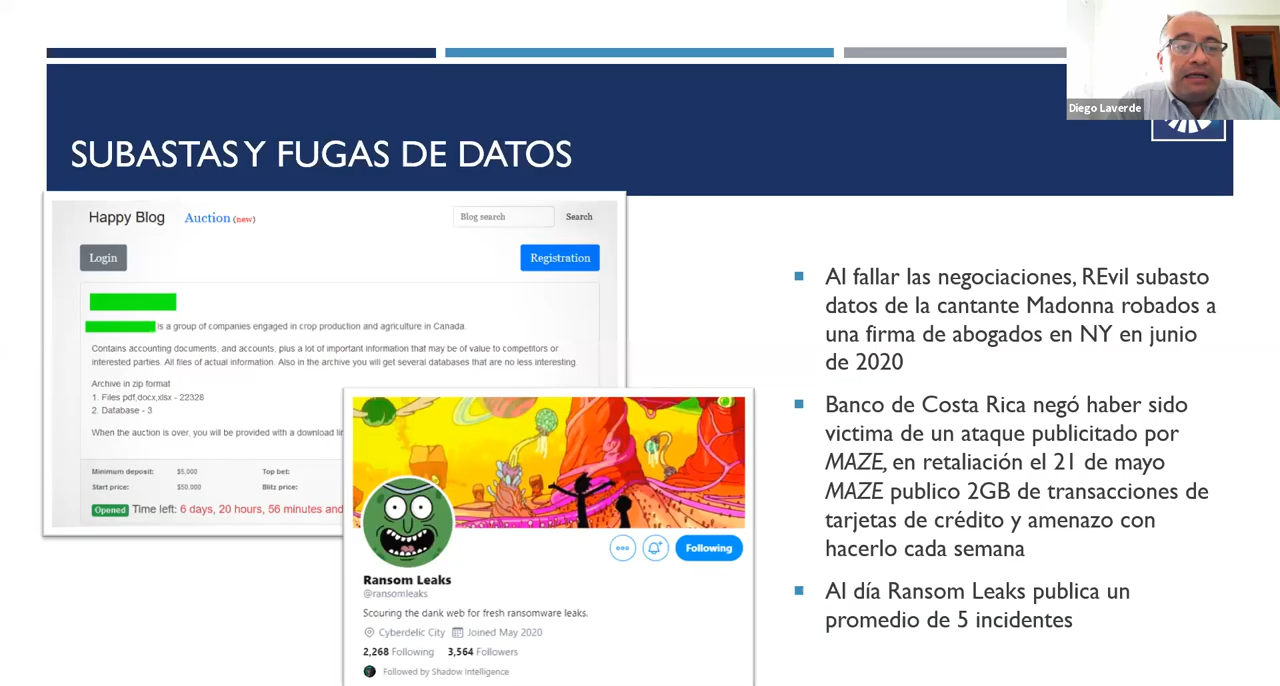 Diego Laverde
SUBASTAS Y FUGAS DE DATOS
Happy Blog Auction (new) Blog search Search
Login Registration
is a group of companies engaged in crop production and agriculture in Canada.
Contains accounting documents, and accounts, plus a lot of important information that may be of value to competitors or
interested parties. All files of actual information. Also in the archive you will get several databases that are no less interesting.
Archive in zip format
1. Files pdf,docx,xlsx - 22328
2. Database - 3
When the auction is over, you will be provided with a download
Minimum deposit: $5,000 Top bet:
Start price: $50.000 Blitz price:
Opened Time left: 6 days, 20 hours, 56 minutes and
Following
Ransom Leaks
@ransomleaks
Scouring the dank web for fresh ransomware leaks.
Cyberdelic City Joined May 2020
2,268 Following 3,564 Followers
Followed by Shadow Intelligence
Al fallar las negociaciones, REvil subasto
datos de la cantante Madonna robados a
una firma de abogados en NY en junio
de 2020
Banco de Costa Rica negó haber sido
victima de un ataque publicitado por
MAZE, en retaliación el 21 de mayo
MAZE publico 2GB de transacciones de
tarjetas de crédito y amenazo con
hacerlo cada semana
Al día Ransom Leaks publica un
promedio de 5 incidentes